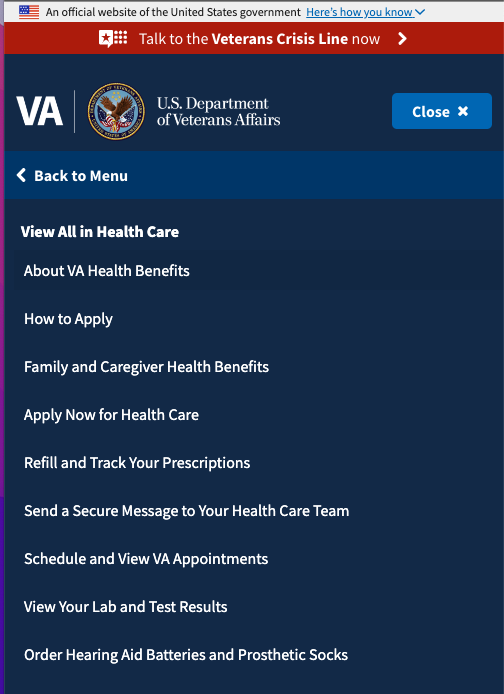 An official website of the United States government Here's how you know
Talk to the Veterans Crisis Line now
VA
U.S. Department
of Veterans Affairs
Close
Back to Menu
View All in Health Care
About VA Health Benefits
How to Apply
Family and Caregiver Health Benefits
Apply Now for Health Care
Refill and Track Your Prescriptions
Send a Secure Message to Your Health Care Team
Schedule and View VA Appointments
View Your Lab and Test Results
Order Hearing Aid Batteries and Prosthetic Socks